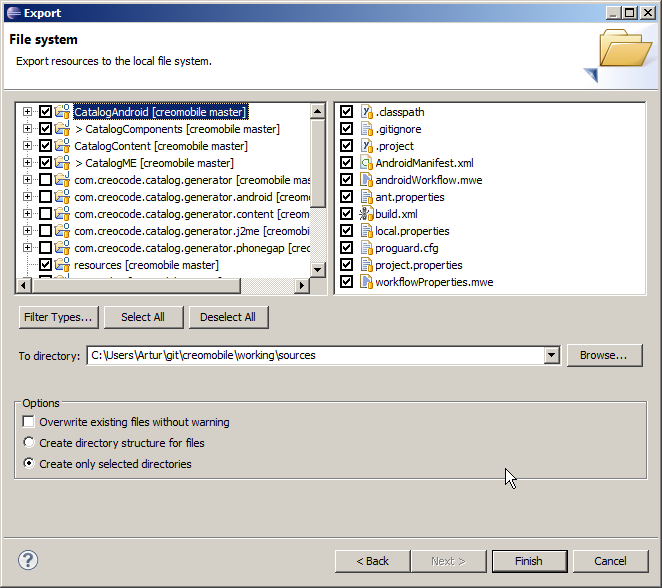 Export
File system
Export resources to the local file system.
CatalogAndroid [creomobile master]
> CatalogComponents [creomobile master]
CatalogContent [creomobile master]
> CatalogME [creomobile master]
com.creocode.catalog.generator [creomobile mas
com.creocode.catalog.generator.android [creomo
com.creocode.catalog.generator.content [creom
com.creocode.catalog.generator.j2me [creomobi
com.creocode.catalog.generator.phonegap [crec
resources [creomobile master]
.classpath
.gitignore
.project
AndroidManifest.xml
androidWorkflow.mwe
ant.properties
build.xml
local.properties
proguard.cfg
project.properties
workflowProperties.mwe
Filter Types... Select All Deselect All
To directory: C:\Users\Artur\git\creomobile\working\sources Browse...
Options
Overwrite existing files without warning
Create directory structure for files
Create only selected directories
? < Back Next > Finish Cancel